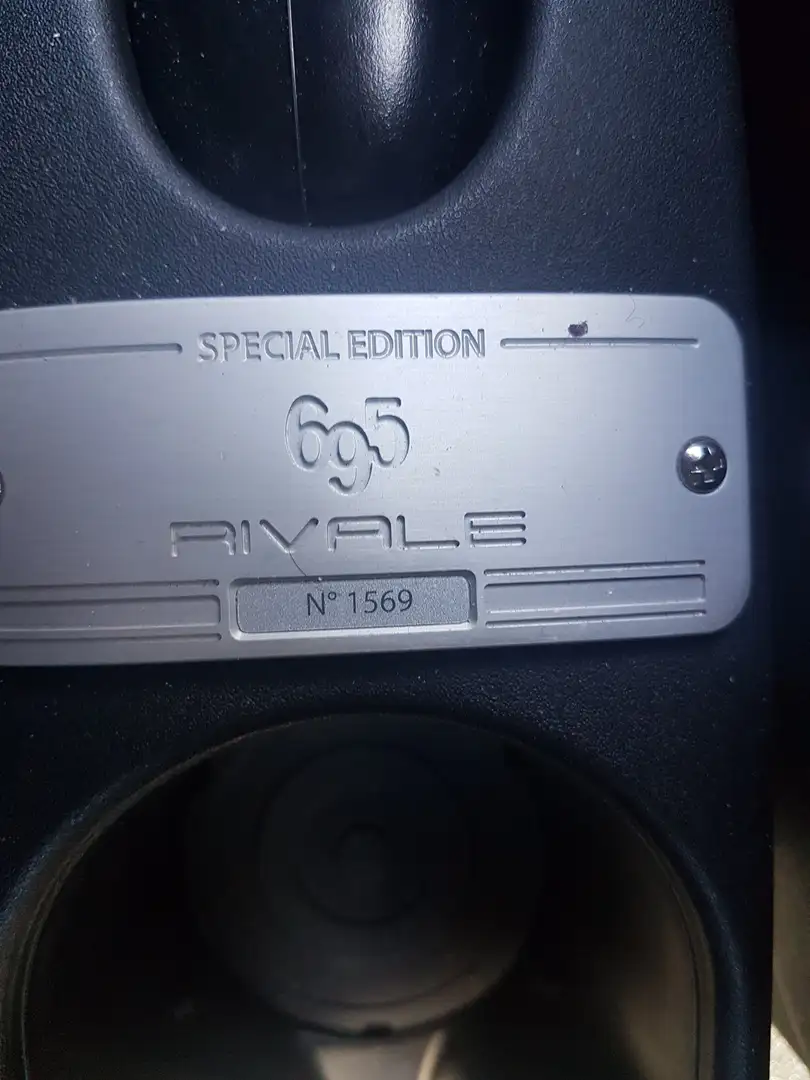 SPECIAL EDITION
695
RIVALE
N° 1569